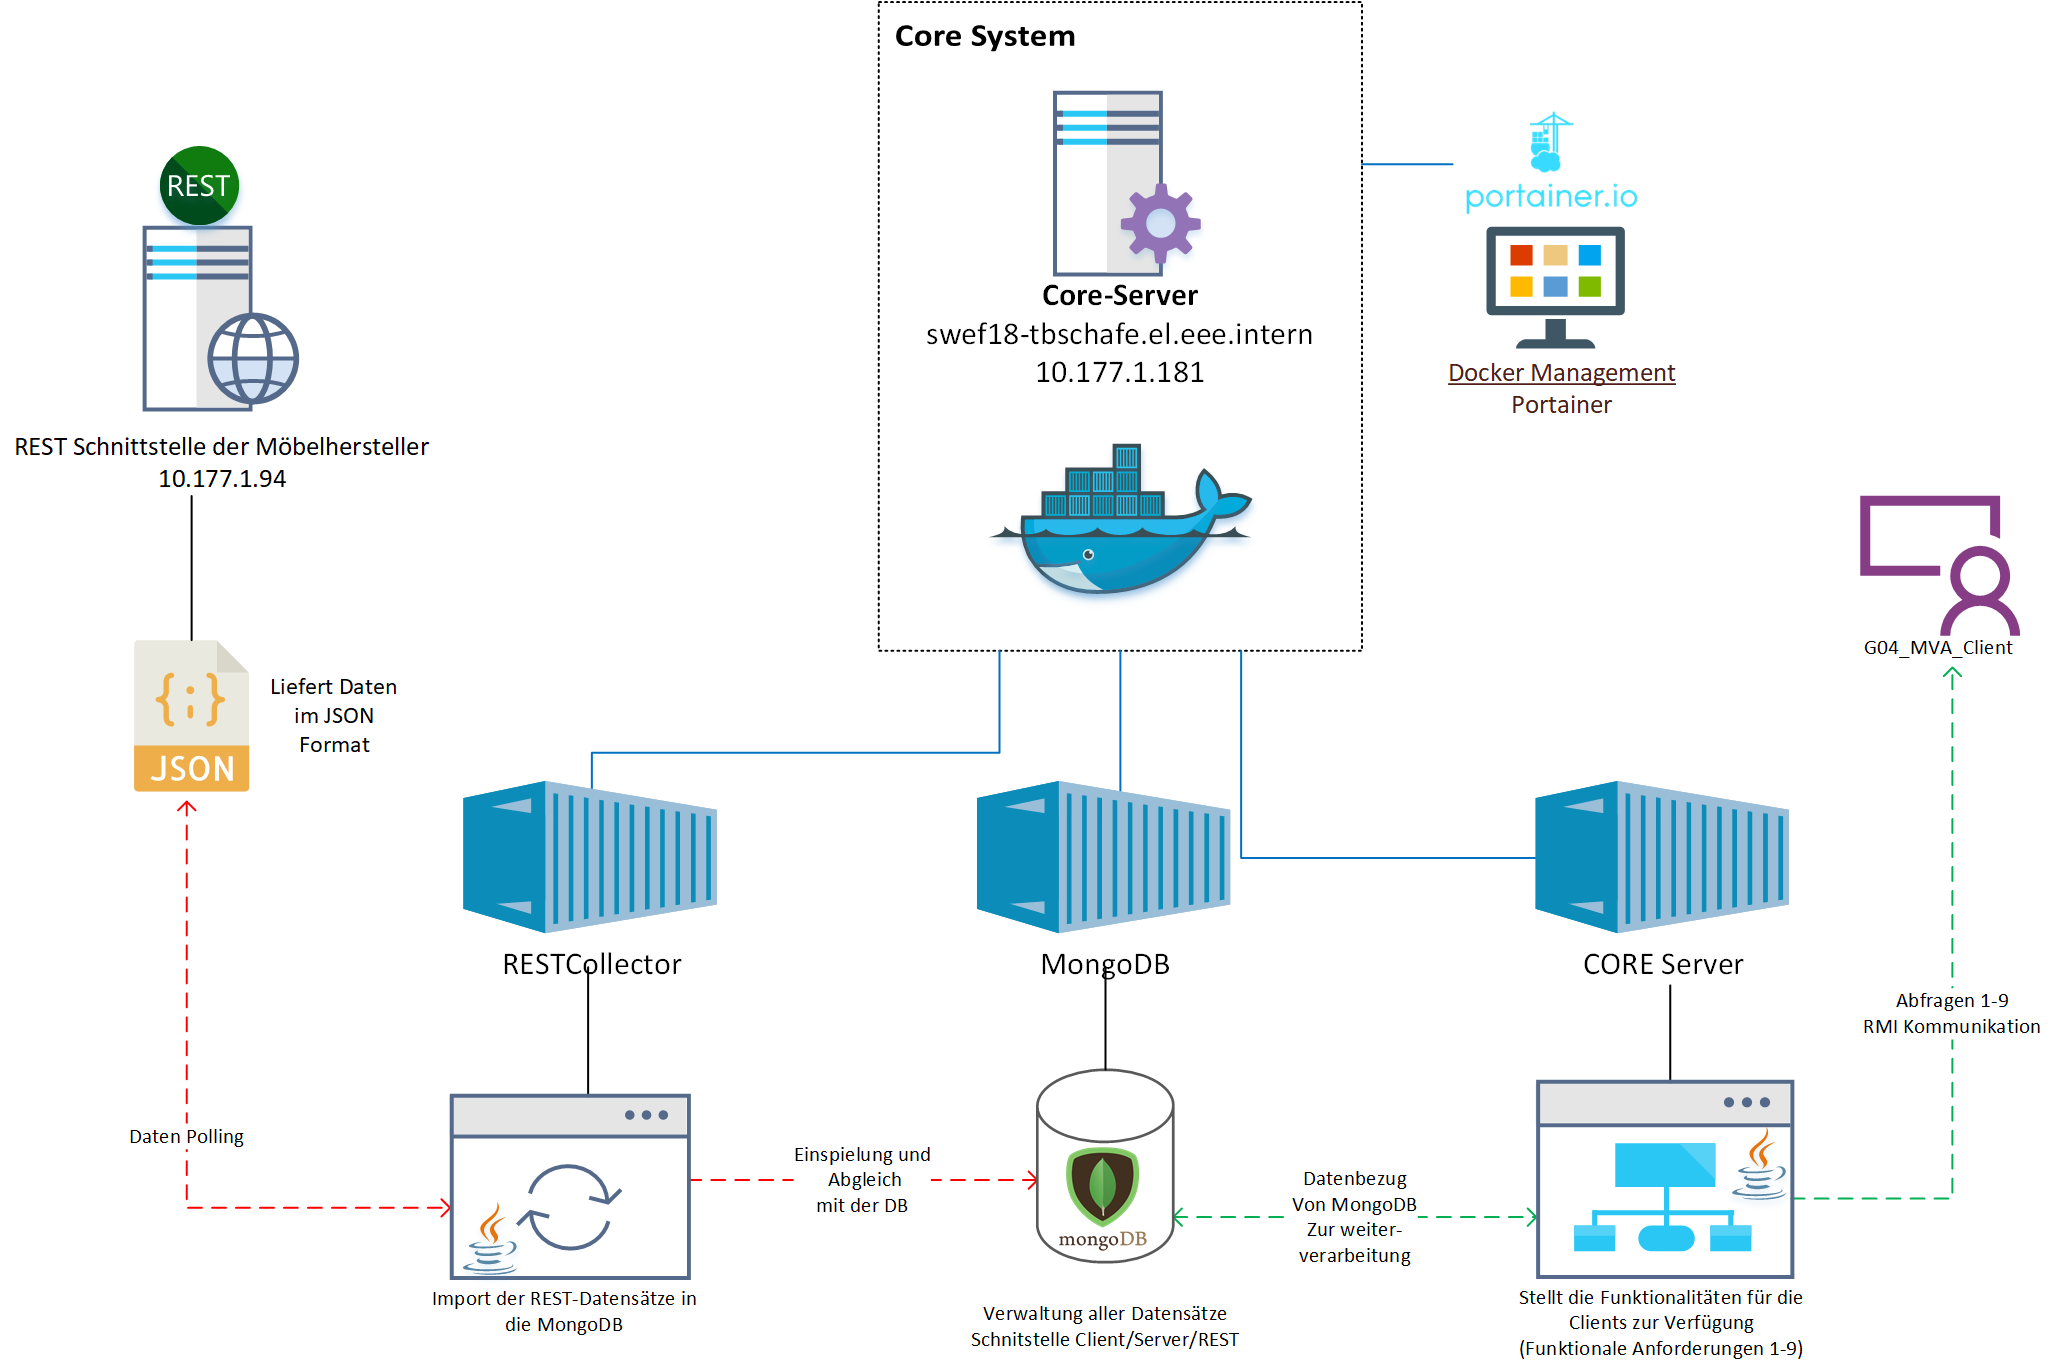 Core System
Core-Server
swef18-tbschafe.el.eee.intern
10.177.1.181
portainer.io
Docker Management
Portainer
REST
REST Schnittstelle der Möbelhersteller
10.177.1.94
{;}
JSON
Liefert Daten
im JSON
Format
G04_MVA_Client
RESTCollector
MongoDB
CORE Server
Abfragen 1-9
RMI Kommunikation
Daten Polling
Einspielung und
Abgleich
mit der DB
mongoDB
Datenbezug
Von MongoDB
Zur weiter-
verarbeitung
Import der REST-Datensätze in
die MongoDB
Verwaltung aller Datensätze
Schnitstelle Client/Server/REST
Stellt die Funktionalitäten für die
Clients zur Verfügung
(Funktionale Anforderungen 1-9)